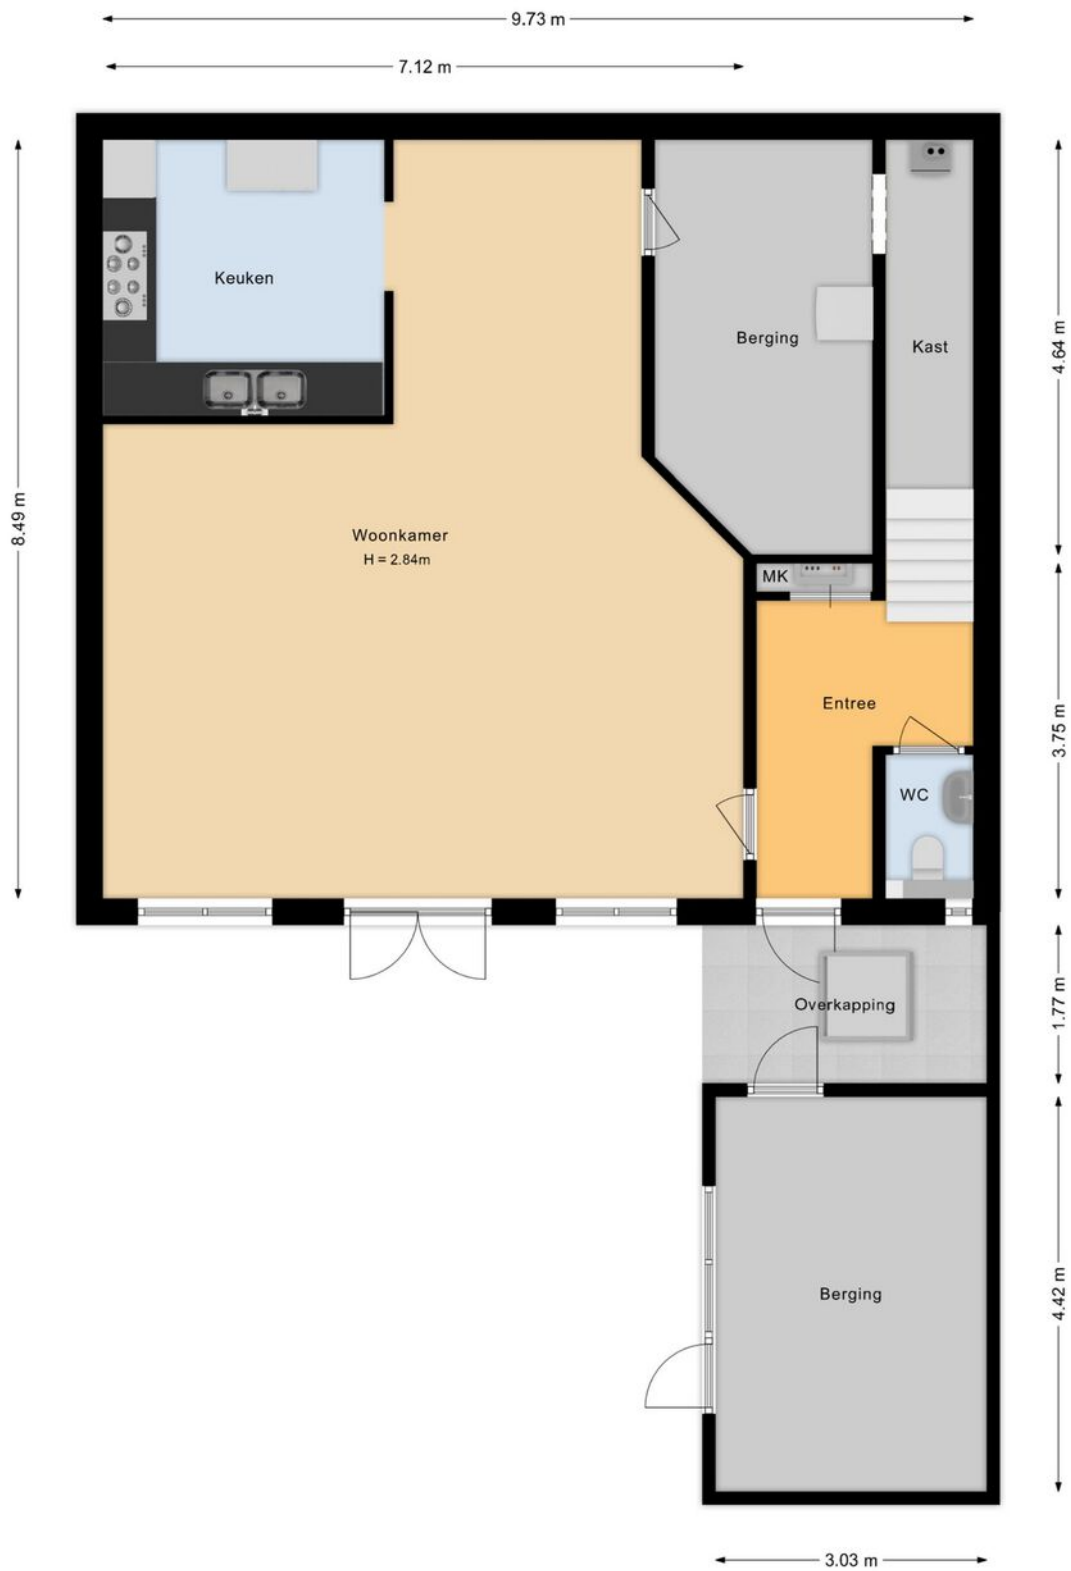 9.73 m
7.12 m
Keuken
Berging
Kast
4.64 m
8.49 m
Woonkamer
H = 2.84m
MK
Entree
3.75 m
WC
Overkapping
1.77 m
Berging
4.42 m
3.03 m